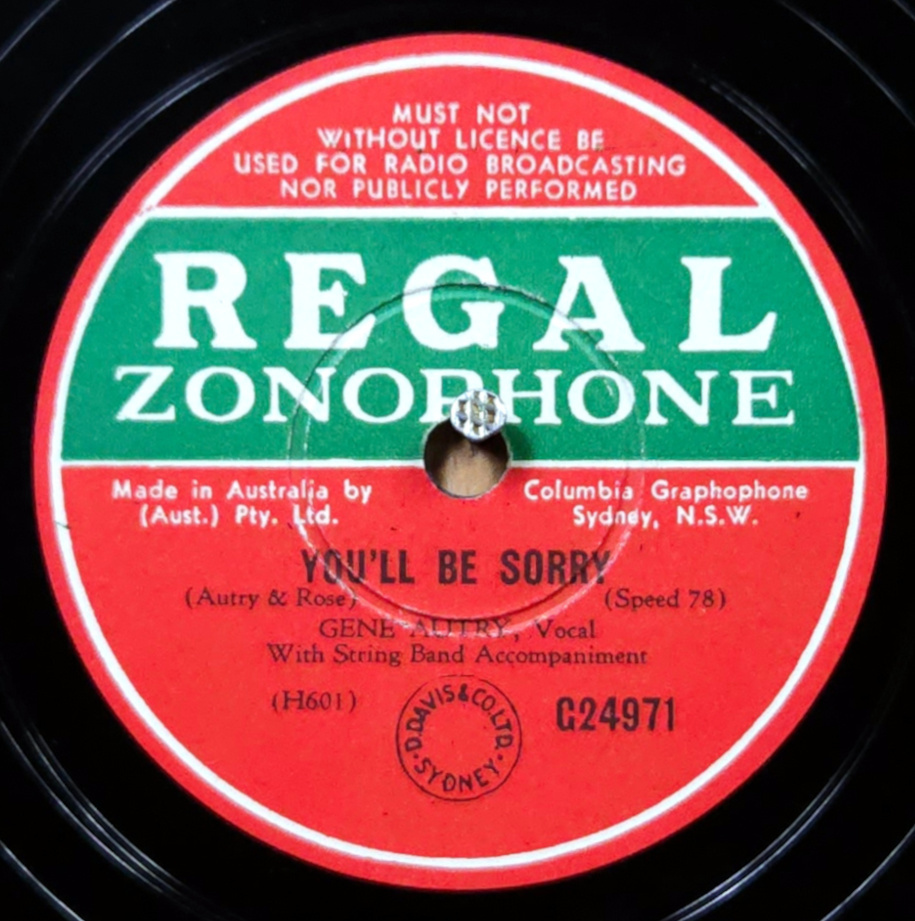 MUST NOT
WITHOUT LICENCE BE
USED FOR RADIO BROADCASTING
NOR PUBLICLY PERFORMED
REGAL
ZONOPHONE
Made in Australia by Columbia Graphophone
(Aust.) Pty. Ltd. Sydney, N.S.W.
YOU'LL BE SORRY
(Autry & Rose) (Speed 78)
GENE AUTRY, Vocal
With String Band Accompaniment
(H601) G24971
D.DAVIS & CO.LTD.
SYDNEY